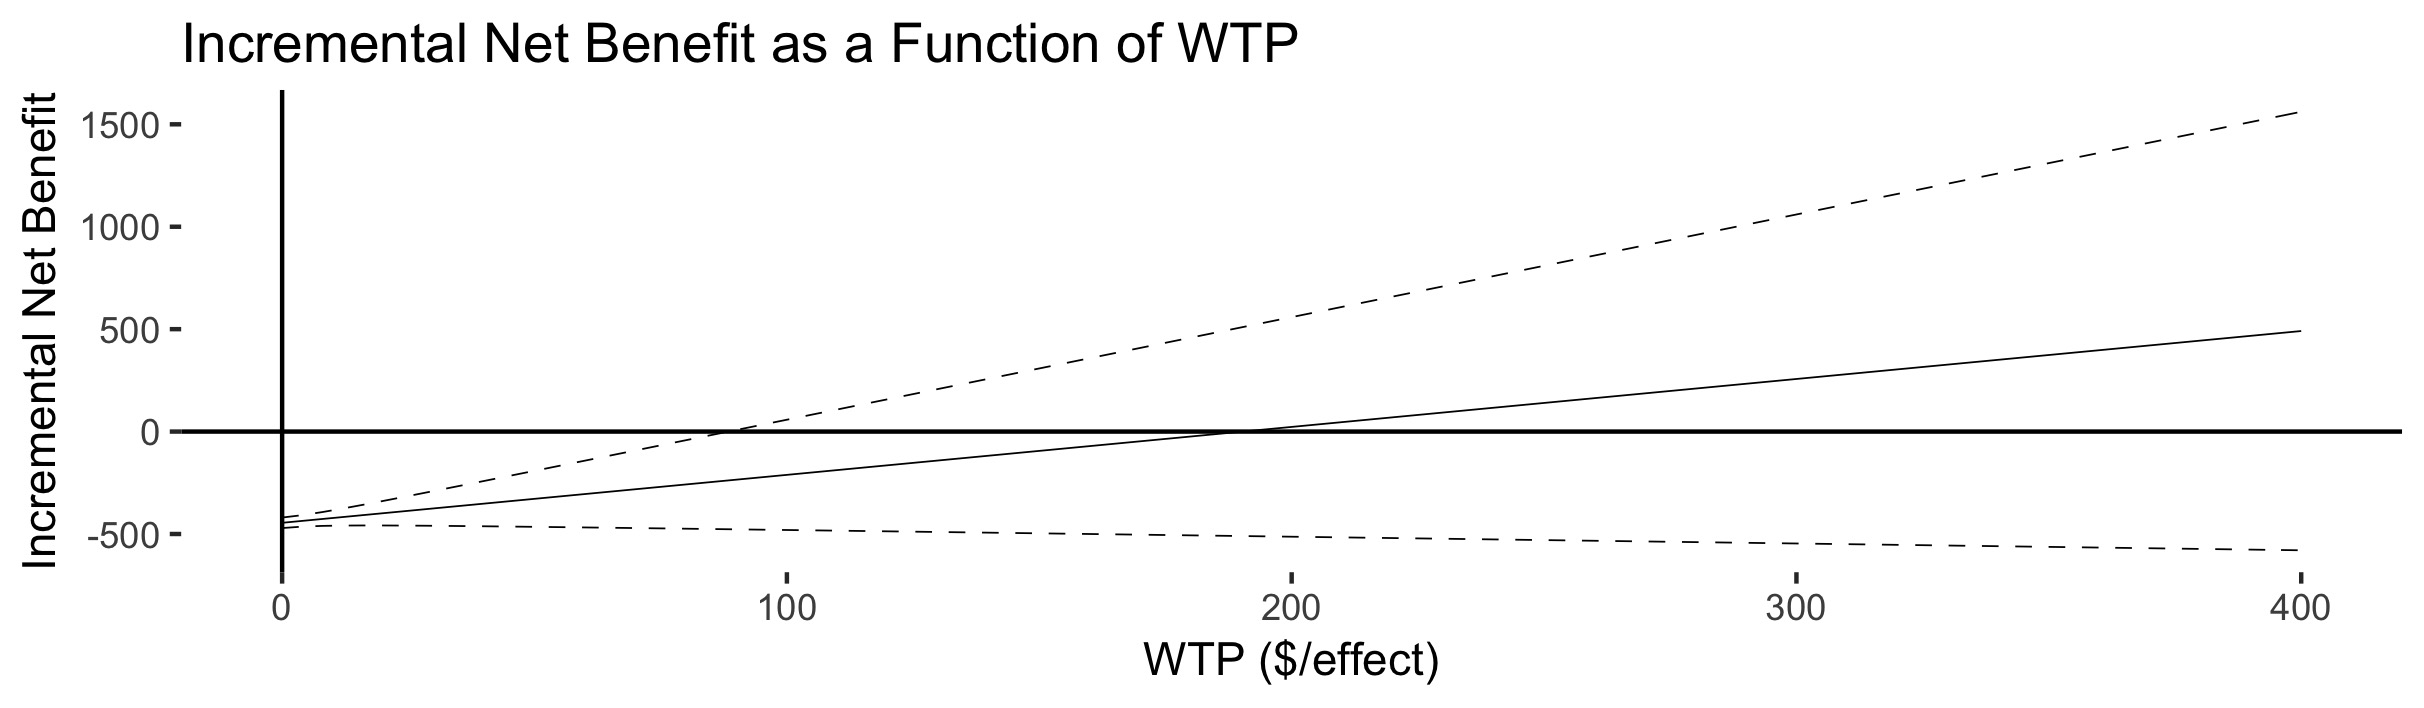 Incremental Net Benefit as a Function of WTP
Incremental Net Benefit
1500
1000
500
0
-500
0 100 200 300 400
WTP ($/effect)